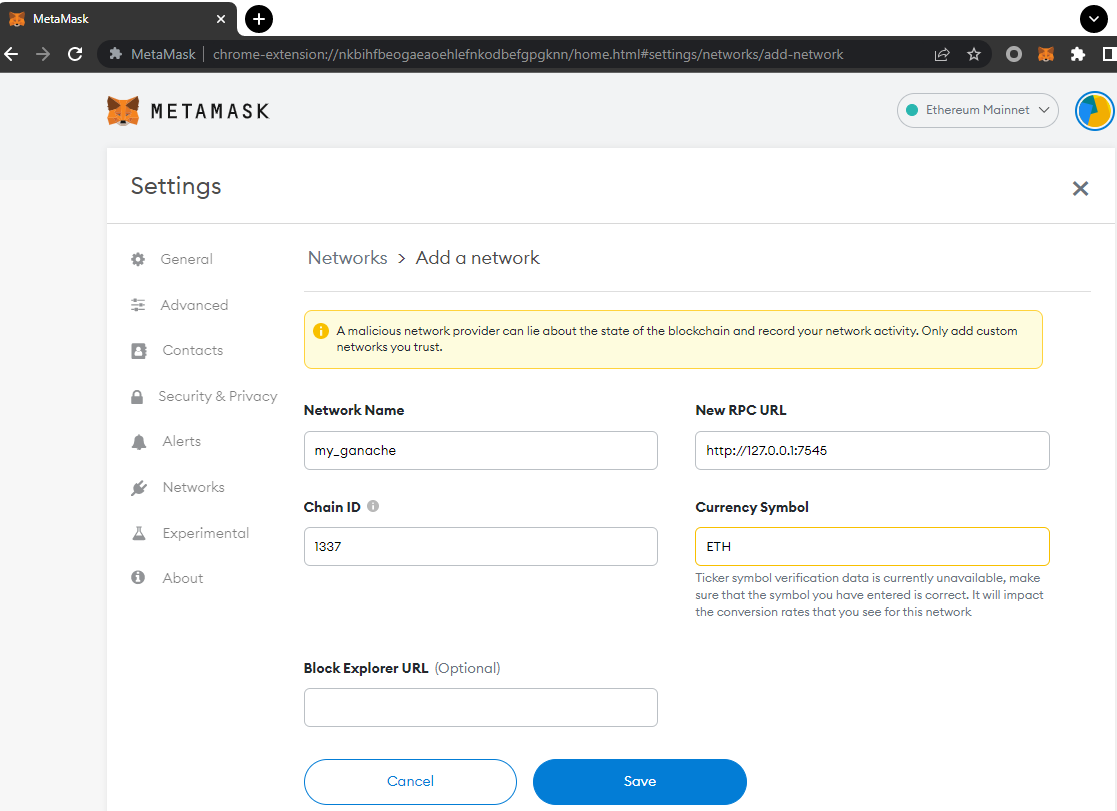 MetaMask
MetaMask chrome-extension://nkbihfbeogaeaoehlefnkodbefgpgknn/home.html#settings/networks/add-network
METAMASK
Ethereum Mainnet
Settings
General
Advanced
Contacts
Security & Privacy
Alerts
Networks
Experimental
About
Networks > Add a network
A malicious network provider can lie about the state of the blockchain and record your network activity. Only add custom
networks you trust.
Network Name
my_ganache
New RPC URL
http://127.0.0.1:7545
Chain ID
1337
Currency Symbol
ETH
Ticker symbol verification data is currently unavailable, make
sure that the symbol you have entered is correct. It will impact
the conversion rates that you see for this network
Block Explorer URL (Optional)
Cancel
Save